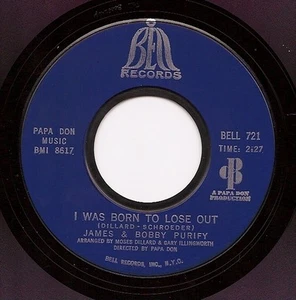 BELL
RECORDS
PAPA DON
MUSIC
BMI 8617
BELL 721
TIME: 2:27
A PAPA DON
PRODUCTION
I WAS BORN TO LOSE OUT
(DILLARD - SCHROEDER)
JAMES & BOBBY PURIFY
ARRANGED BY MOSES DILLARD & GARY ILLINGWORTH
DIRECTED BY PAPA DON
BELL RECORDS, INC., N.Y.C.